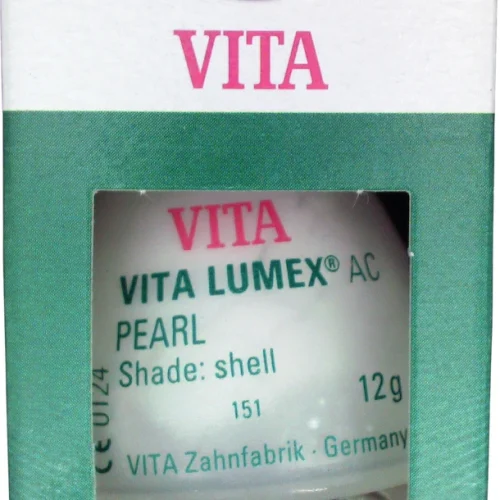 VITA
VITA
VITA LUMEX® AC
PEARL
Shade: shell
151
12g
VITA Zahnfabrik · Germany
CE 0124